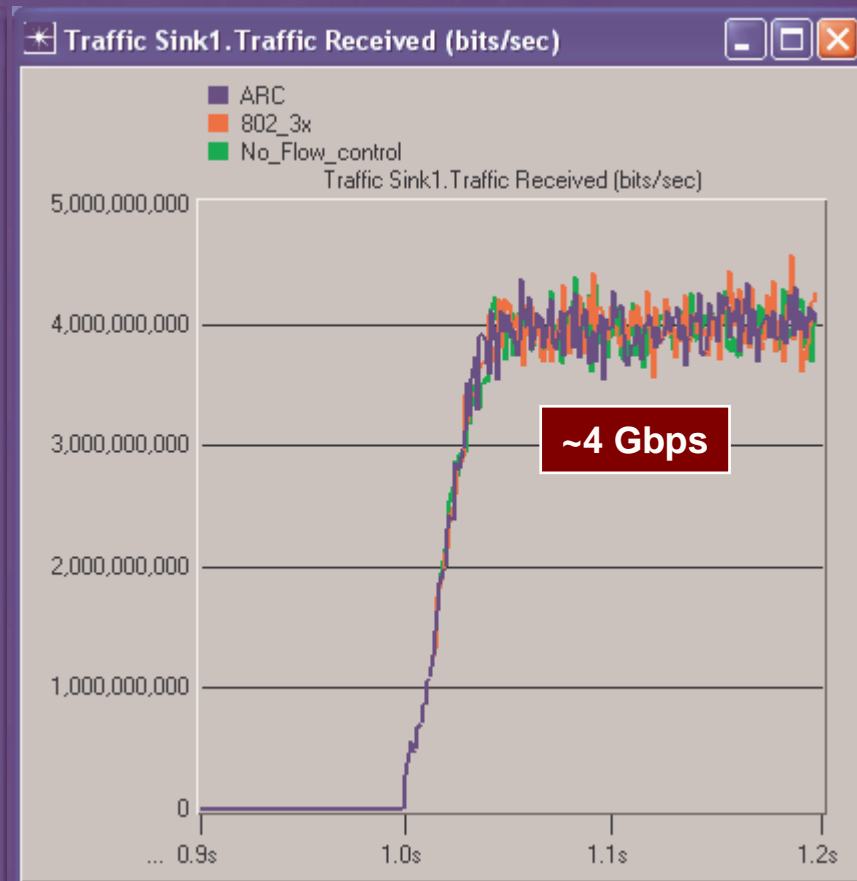 Traffic Sink1.Traffic Received (bits/sec)
ARC
802_3x
No_Flow_control
Traffic Sink1.Traffic Received (bits/sec)
5,000,000,000
4,000,000,000
3,000,000,000
~4 Gbps
2,000,000,000
1,000,000,000
0
... 0.9s 1.0s 1.1s 1.2s